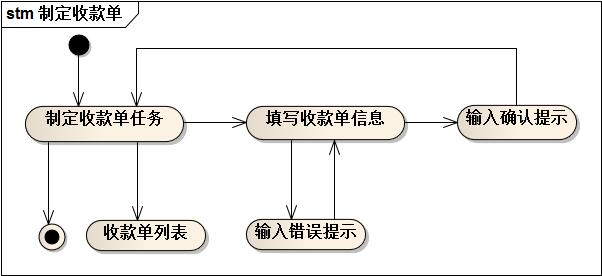 stm 制定收款单
制定收款单任务
填写收款单信息
输入确认提示
收款单列表
输入错误提示